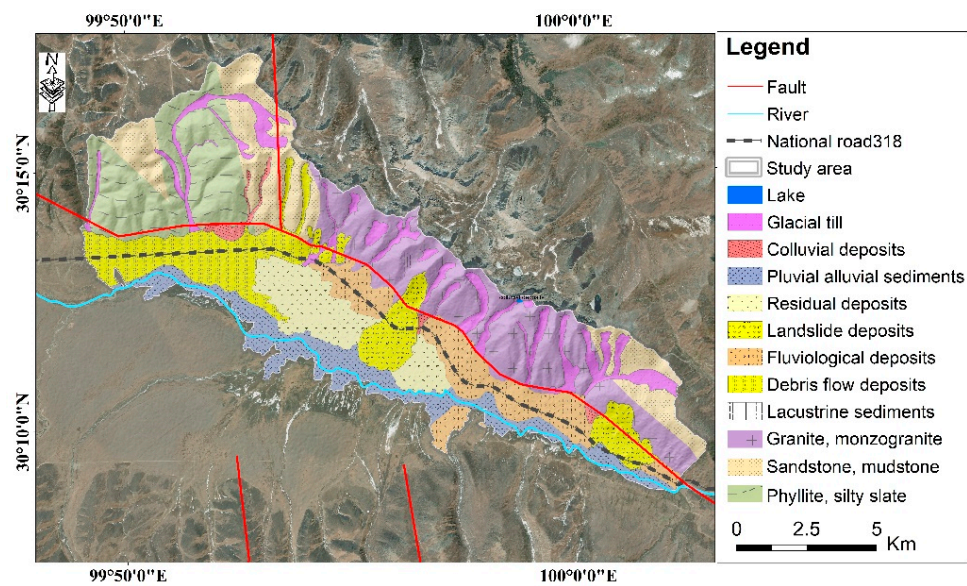 99°50'0"E
100°0'0"E
N
30°15'0"N
30°10'0"N
99°50'0"E
100°0'0"E
Legend
Fault
River
National road318
Study area
Lake
Glacial till
Colluvial deposits
Pluvial alluvial sediments
Residual deposits
Landslide deposits
Fluviological deposits
Debris flow deposits
Lacustrine sediments
Granite, monzogranite
Sandstone, mudstone
Phyllite, silty slate
0 2.5 5
Km